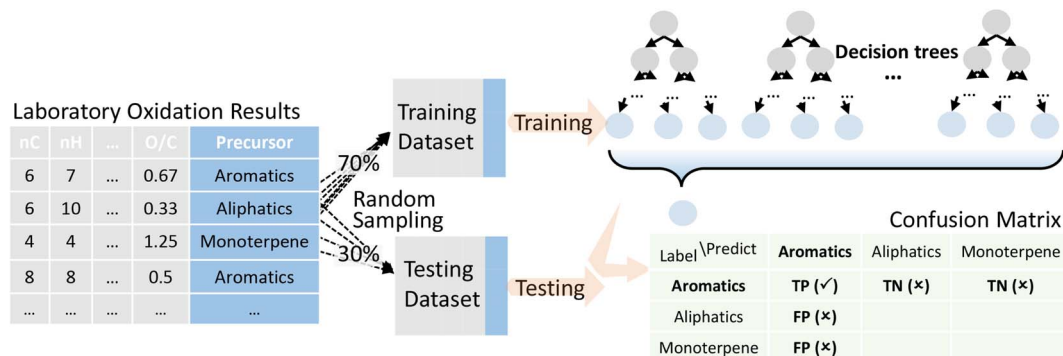 Laboratory Oxidation Results
nC nH ... O/C Precursor
6 7 ... 0.67 Aromatics
6 10 ... 0.33 Aliphatics
4 4 ... 1.25 Monoterpene
8 8 ... 0.5 Aromatics
... ... ... ... ...
70%
Random
Sampling
30%
Training
Dataset
Testing
Dataset
Training
Testing
Decision trees
...
... ... ... ... ... ...
Confusion Matrix
Label\Predict Aromatics Aliphatics Monoterpene
Aromatics TP (✓) TN (×) TN (×)
Aliphatics FP (×)
Monoterpene FP (×)